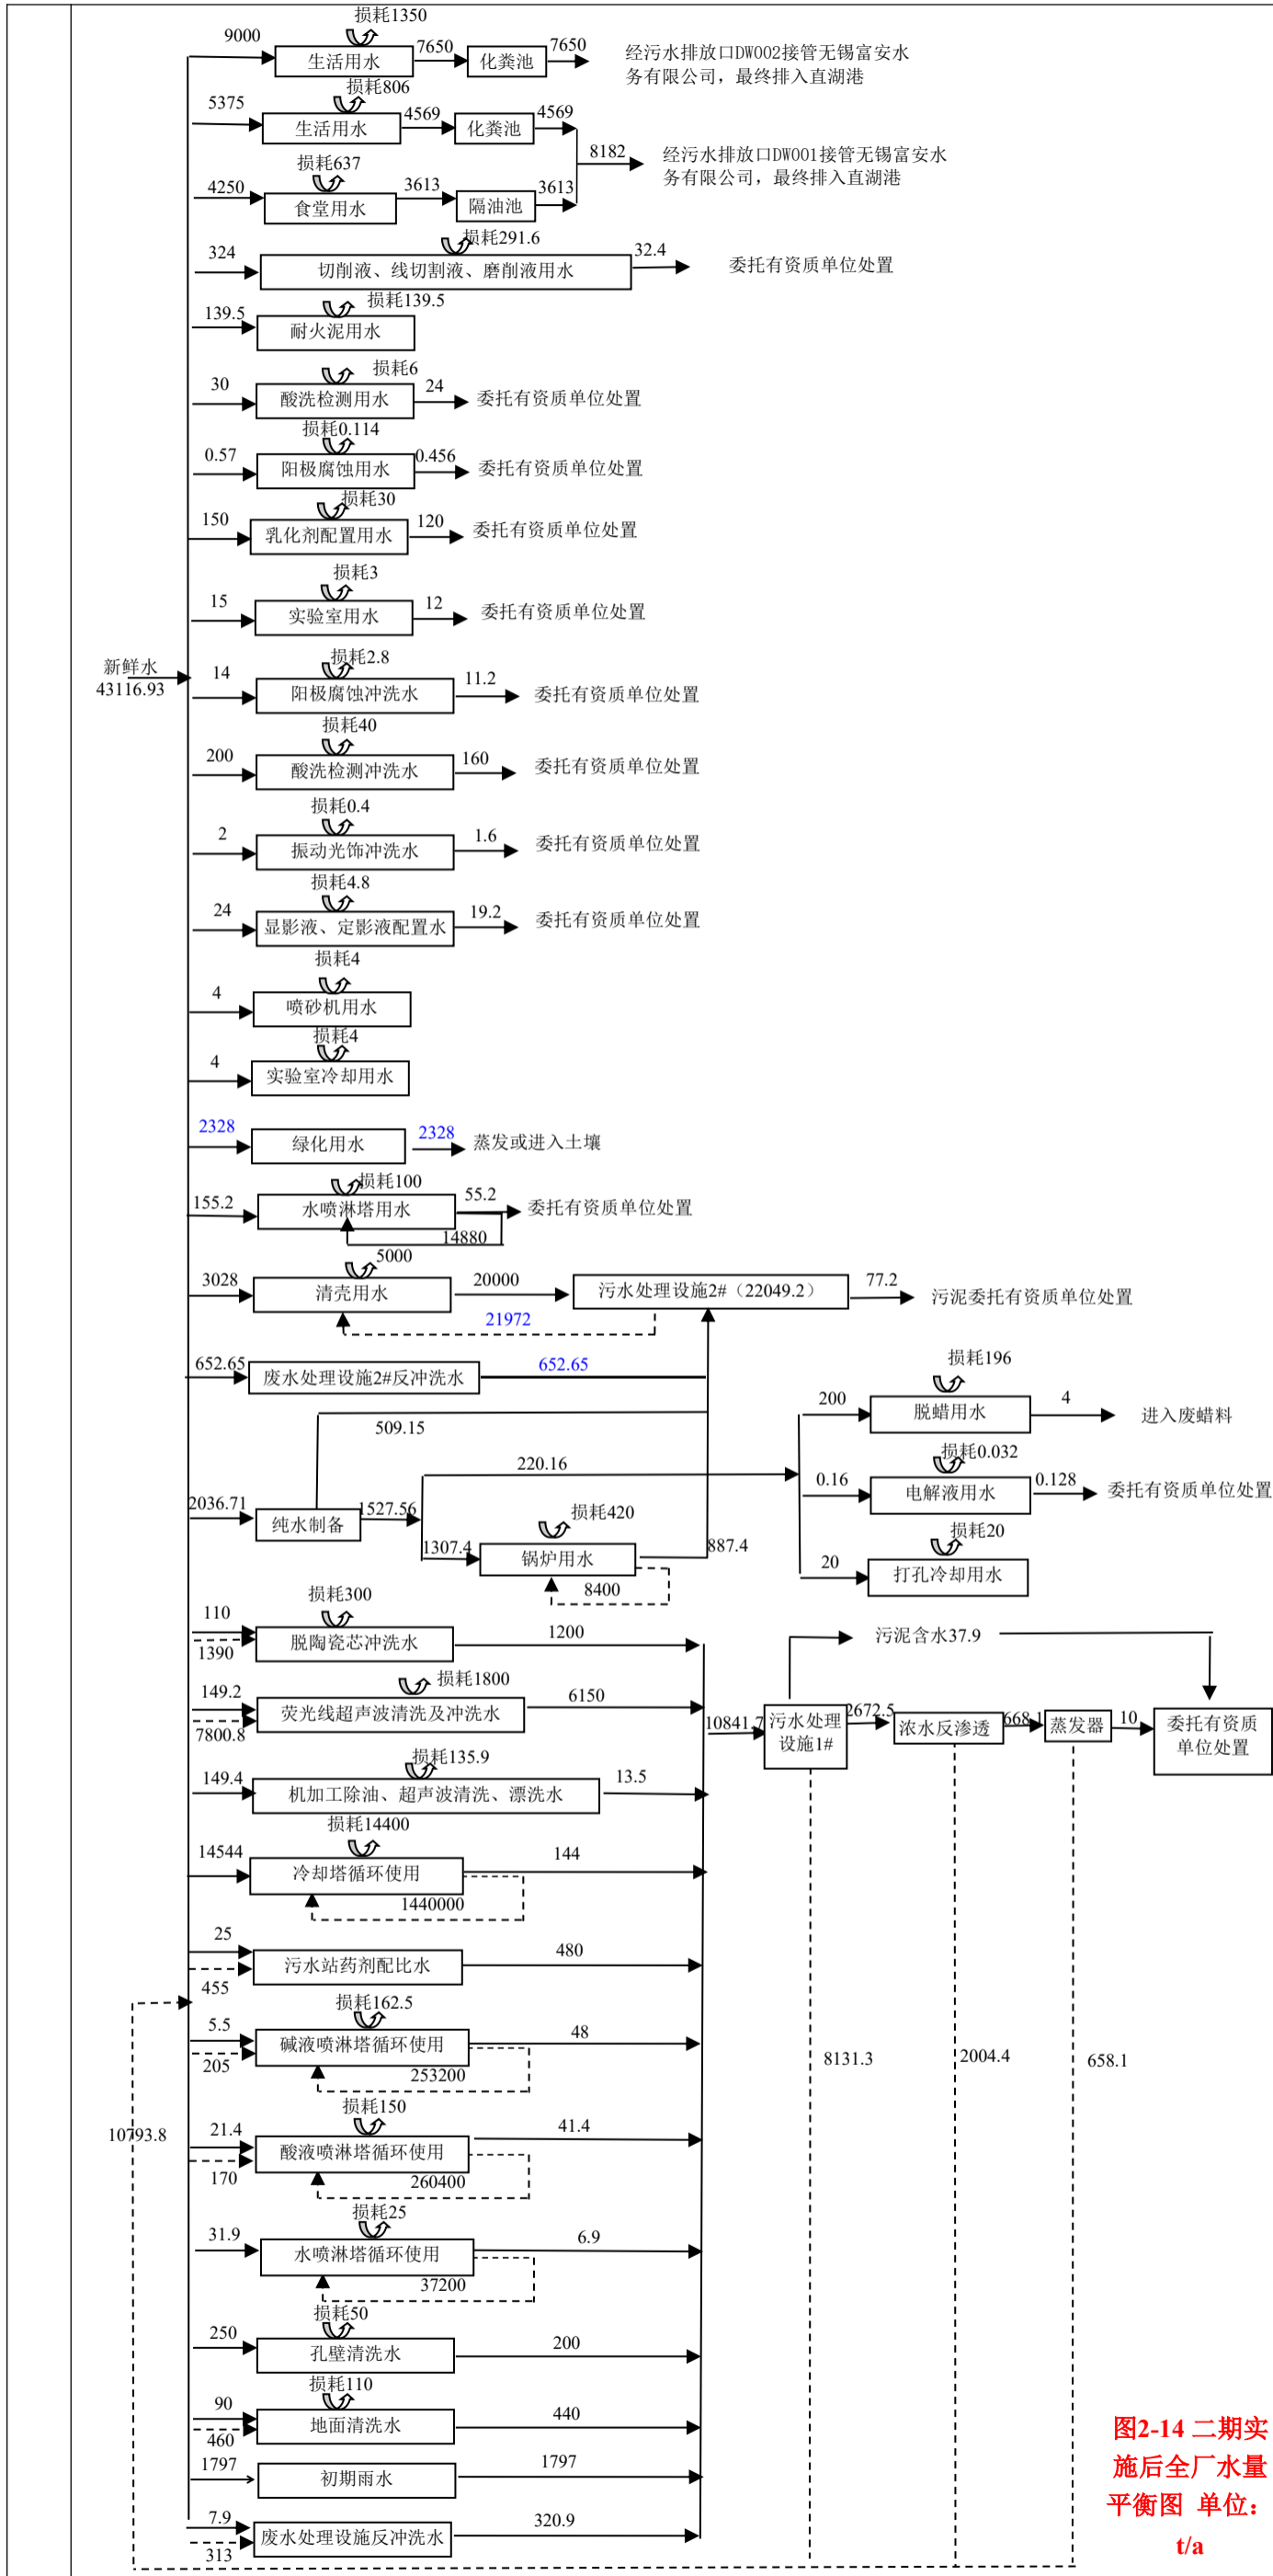 损耗1350
9000
生活用水
7650
化粪池
7650
经污水排放口DW002接管无锡富安水
务有限公司，最终排入直湖港
损耗806
5375
生活用水
4569
化粪池
4569
8182
经污水排放口DW001接管无锡富安水
务有限公司，最终排入直湖港
损耗637
4250
食堂用水
3613
隔油池
3613
损耗291.6
324
切削液、线切割液、磨削液用水
32.4
委托有资质单位处置
损耗139.5
139.5
耐火泥用水
损耗6
30
酸洗检测用水
24
委托有资质单位处置
损耗0.114
0.57
阳极腐蚀用水
0.456
委托有资质单位处置
损耗30
150
乳化剂配置用水
120
委托有资质单位处置
损耗3
15
实验室用水
12
委托有资质单位处置
新鲜水
43116.93
损耗2.8
14
阳极腐蚀冲洗水
11.2
委托有资质单位处置
损耗40
200
酸洗检测冲洗水
160
委托有资质单位处置
损耗0.4
2
振动光饰冲洗水
1.6
委托有资质单位处置
损耗4.8
24
显影液、定影液配置水
19.2
委托有资质单位处置
损耗4
4
喷砂机用水
损耗4
4
实验室冷却用水
2328
绿化用水
2328
蒸发或进入土壤
损耗100
155.2
水喷淋塔用水
55.2
委托有资质单位处置
14880
5000
3028
清壳用水
20000
污水处理设施2#（22049.2）
77.2
污泥委托有资质单位处置
21972
652.65
废水处理设施2#反冲洗水
652.65
509.15
2036.71
纯水制备
1527.56
220.16
损耗196
200
脱蜡用水
4
进入废蜡料
损耗0.032
0.16
电解液用水
0.128
委托有资质单位处置
损耗20
20
打孔冷却用水
损耗420
1307.4
锅炉用水
887.4
8400
损耗300
110
1390
脱陶瓷芯冲洗水
1200
损耗1800
149.2
7800.8
荧光线超声波清洗及冲洗水
6150
污泥含水37.9
10841.7
污水处理
设施1#
2672.5
浓水反渗透
668.1
蒸发器
10
委托有资质
单位处置
损耗135.9
149.4
机加工除油、超声波清洗、漂洗水
13.5
损耗14400
14544
冷却塔循环使用
144
1440000
25
455
污水站药剂配比水
480
损耗162.5
5.5
205
碱液喷淋塔循环使用
48
253200
8131.3
2004.4
658.1
10793.8
损耗150
21.4
170
酸液喷淋塔循环使用
41.4
260400
损耗25
31.9
水喷淋塔循环使用
6.9
37200
损耗50
250
孔壁清洗水
200
损耗110
90
460
地面清洗水
440
1797
初期雨水
1797
7.9
313
废水处理设施反冲洗水
320.9
图2-14 二期实
施后全厂水量
平衡图 单位：
t/a